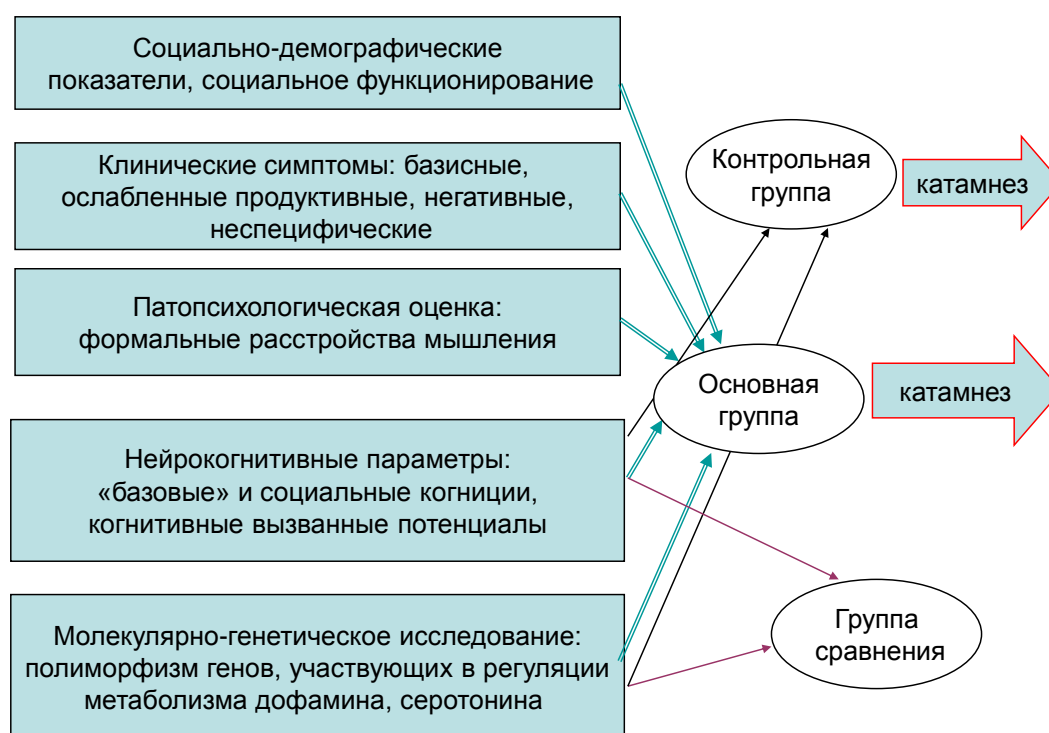 Социально-демографические
показатели, социальное функционирование
Клинические симптомы: базисные,
ослабленные продуктивные, негативные,
неспецифические
Патопсихологическая оценка:
формальные расстройства мышления
Нейрокогнитивные параметры:
«базовые» и социальные когниции,
когнитивные вызванные потенциалы
Молекулярно-генетическое исследование:
полиморфизм генов, участвующих в регуляции
метаболизма дофамина, серотонина
Контрольная
группа
катамнез
Основная
группа
катамнез
Группа
сравнения